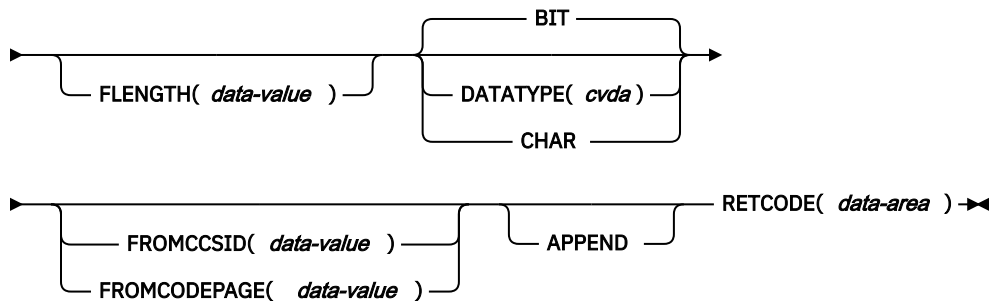 BIT
FLENGTH( data-value )
DATATYPE( cvda )
CHAR
RETCODE( data-area )
FROMCCSID( data-value )
APPEND
FROMCODEPAGE( data-value )